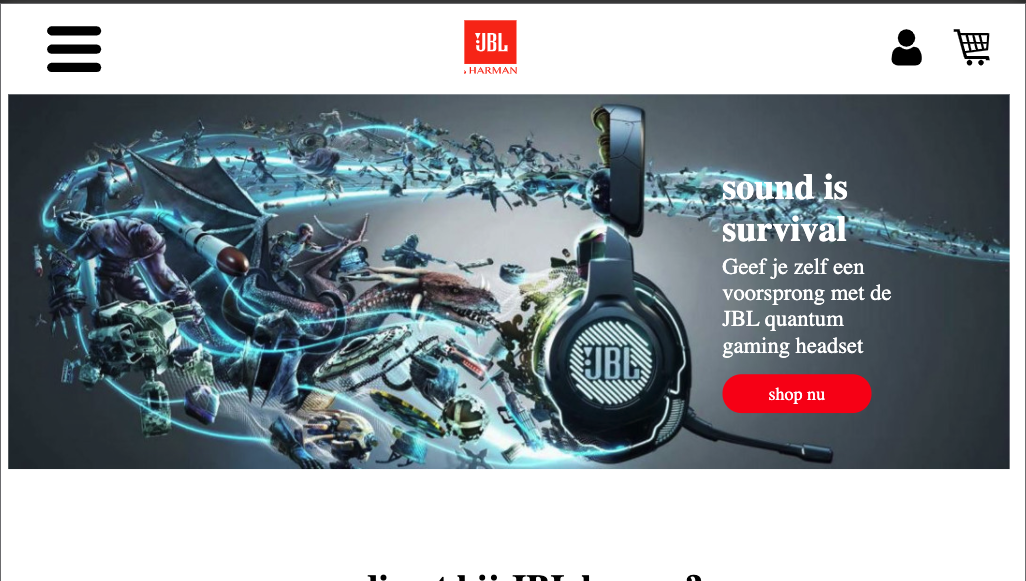 JBL
HARMAN
sound is
survival
Geef je zelf een
voorsprong met de
JBL quantum
gaming headset
JBL
shop nu